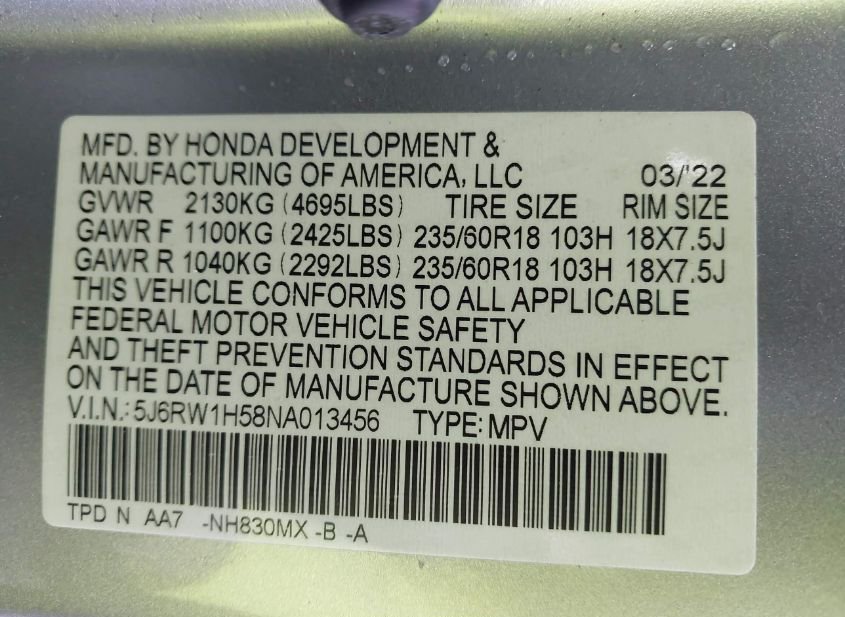 MFD. BY HONDA DEVELOPMENT &
MANUFACTURING OF AMERICA, LLC 03/'22
GVWR 2130KG (4695LBS) TIRE SIZE RIM SIZE
GAWR F 1100KG (2425LBS) 235/60R18 103H 18X7.5J
GAWR R 1040KG (2292LBS) 235/60R18 103H 18X7.5J
THIS VEHICLE CONFORMS TO ALL APPLICABLE
FEDERAL MOTOR VEHICLE SAFETY
AND THEFT PREVENTION STANDARDS IN EFFECT
ON THE DATE OF MANUFACTURE SHOWN ABOVE.
V.I.N.: 5J6RW1H58NA013456 TYPE: MPV
TPD N AA7 -NH830MX -B -A